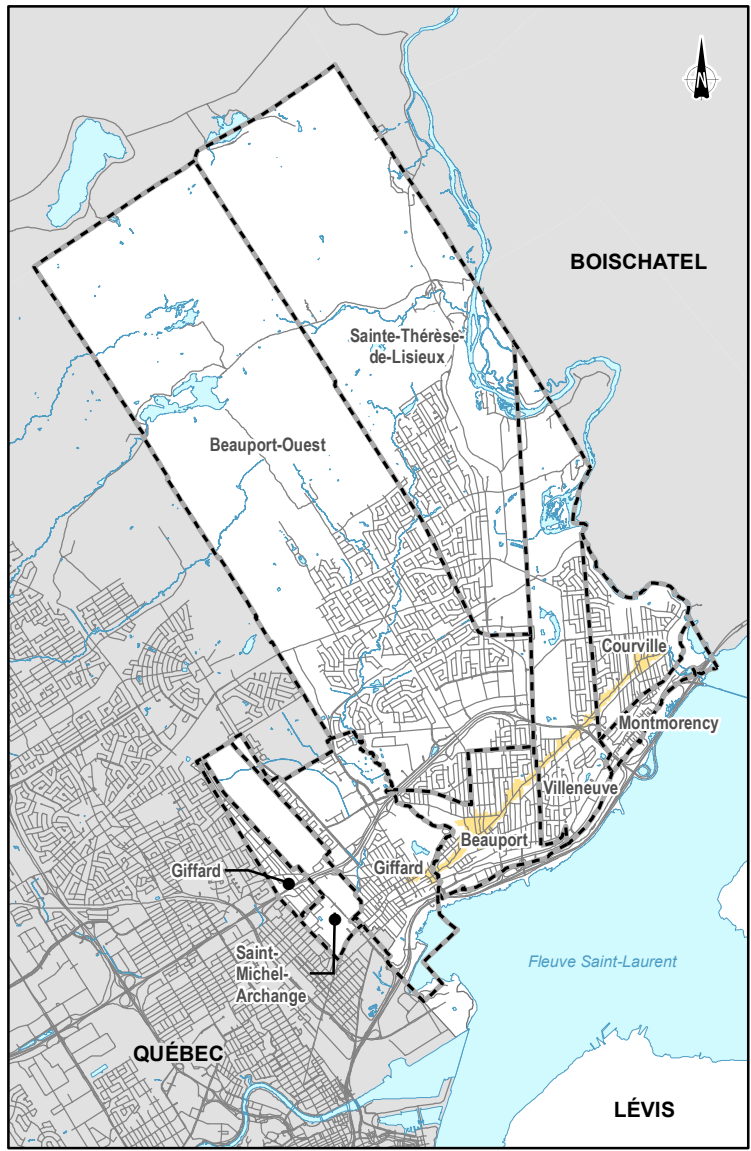 N
BOISCHATEL
Sainte-Thérèse-
de-Lisieux
Beauport-Ouest
Courville
Montmorency
Villeneuve
Beauport
Giffard
Giffard
Saint-
Michel-
Archange
Fleuve Saint-Laurent
QUÉBEC
LÉVIS